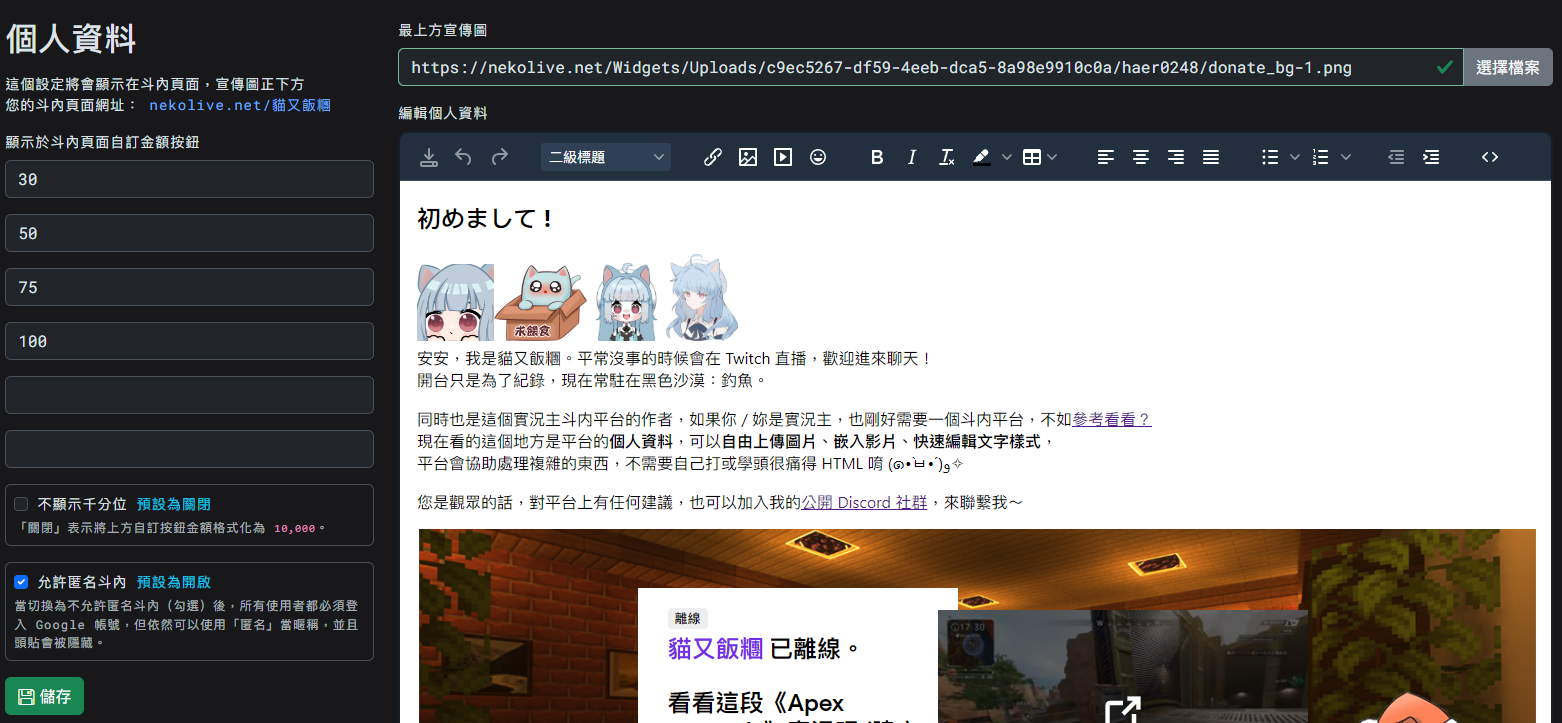 個人資料
這個設定將會顯示在斗內頁面，宣傳圖正下方
您的斗內頁面網址： nekolive.net/貓又飯糰
顯示於斗內頁面自訂金額按鈕
30
50
75
100
不顯示千分位 預設為關閉
「關閉」表示將上方自訂按鈕金額格式化為 10,000。
允許匿名斗內 預設為開啟
當切換為不允許匿名斗內（勾選）後，所有使用者都必須登
入 Google 帳號，但依然可以使用「匿名」當暱稱，並且
頭貼會被隱藏。
儲存
最上方宣傳圖
https://nekolive.net/Widgets/Uploads/c9ec5267-df59-4eeb-dca5-8a98e9910c0a/haer0248/donate_bg-1.png
選擇檔案
編輯個人資料
二級標題
B I
初めまして！
求餵食
安安，我是貓又飯糰。平常沒事的時候會在 Twitch 直播，歡迎進來聊天！
開台只是為了紀錄，現在常駐在黑色沙漠：釣魚。
同時也是這個實況主斗內平台的作者，如果你 / 妳是實況主，也剛好需要一個斗內平台，不如參考看看？
現在看的這個地方是平台的個人資料，可以自由上傳圖片、嵌入影片、快速編輯文字樣式，
平台會協助處理複雜的東西，不需要自己打或學頭很痛得 HTML 唷 (๑•̀ㅂ•́)و✧
您是觀眾的話，對平台上有任何建議，也可以加入我的公開 Discord 社群，來聯繫我～
離線
貓又飯糰 已離線。
看看這段《Apex
17:30